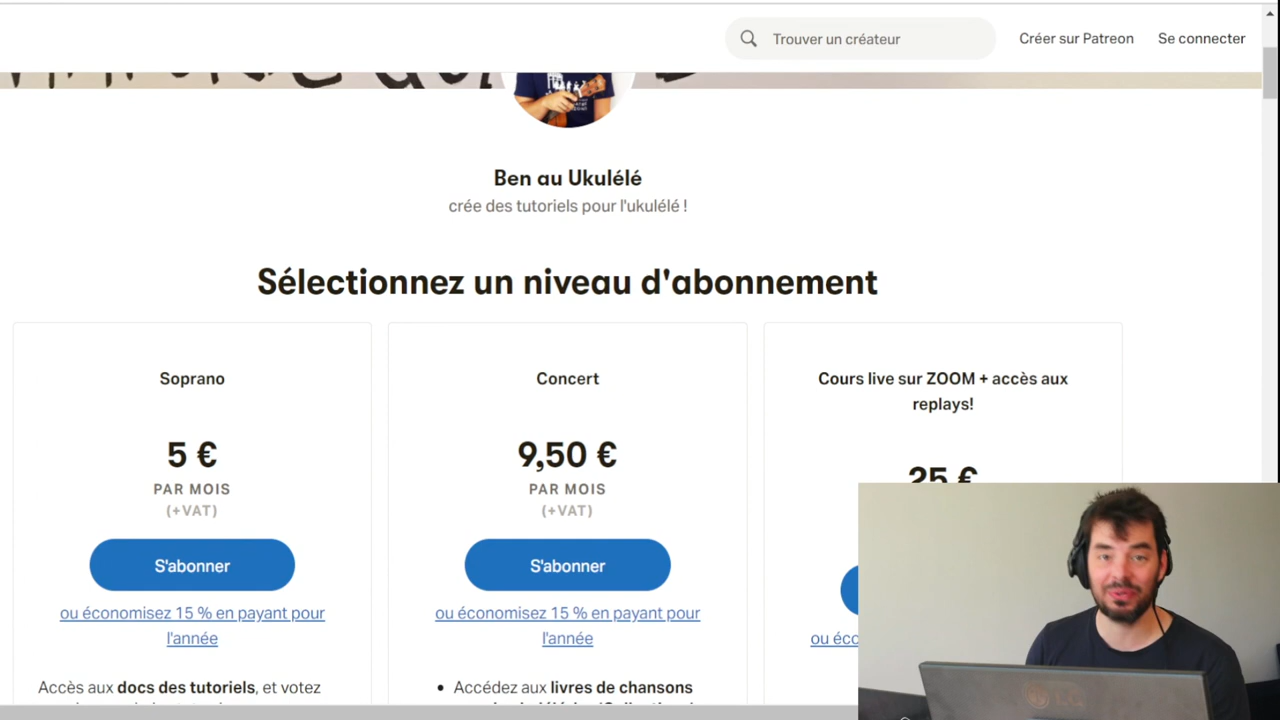 Trouver un créateur
Créer sur Patreon
Se connecter
Ben au Ukulélé
crée des tutoriels pour l'ukulélé !
Sélectionnez un niveau d'abonnement
Soprano
5 €
PAR MOIS
(+VAT)
S'abonner
ou économisez 15 % en payant pour
l'année
Accès aux docs des tutoriels, et votez
Concert
9,50 €
PAR MOIS
(+VAT)
S'abonner
ou économisez 15 % en payant pour
l'année
• Accédez aux livres de chansons
Cours live sur ZOOM + accès aux
replays!
25 €
ou éco